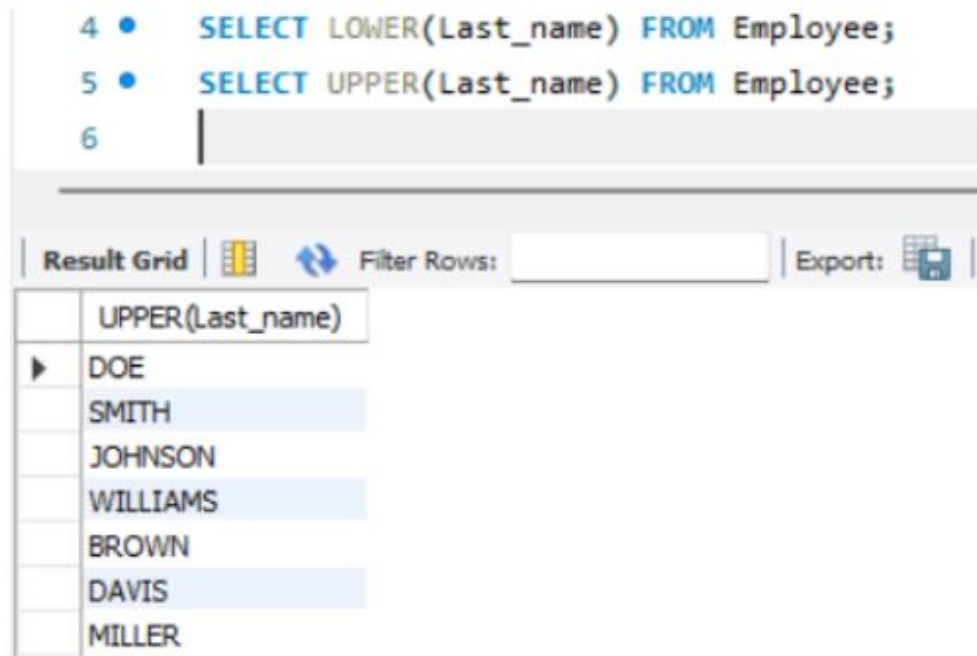 4 SELECT LOWER(Last_name) FROM Employee;
5 SELECT UPPER(Last_name) FROM Employee;
6
Result Grid Filter Rows: Export:
UPPER(Last_name)
DOE
SMITH
JOHNSON
WILLIAMS
BROWN
DAVIS
MILLER